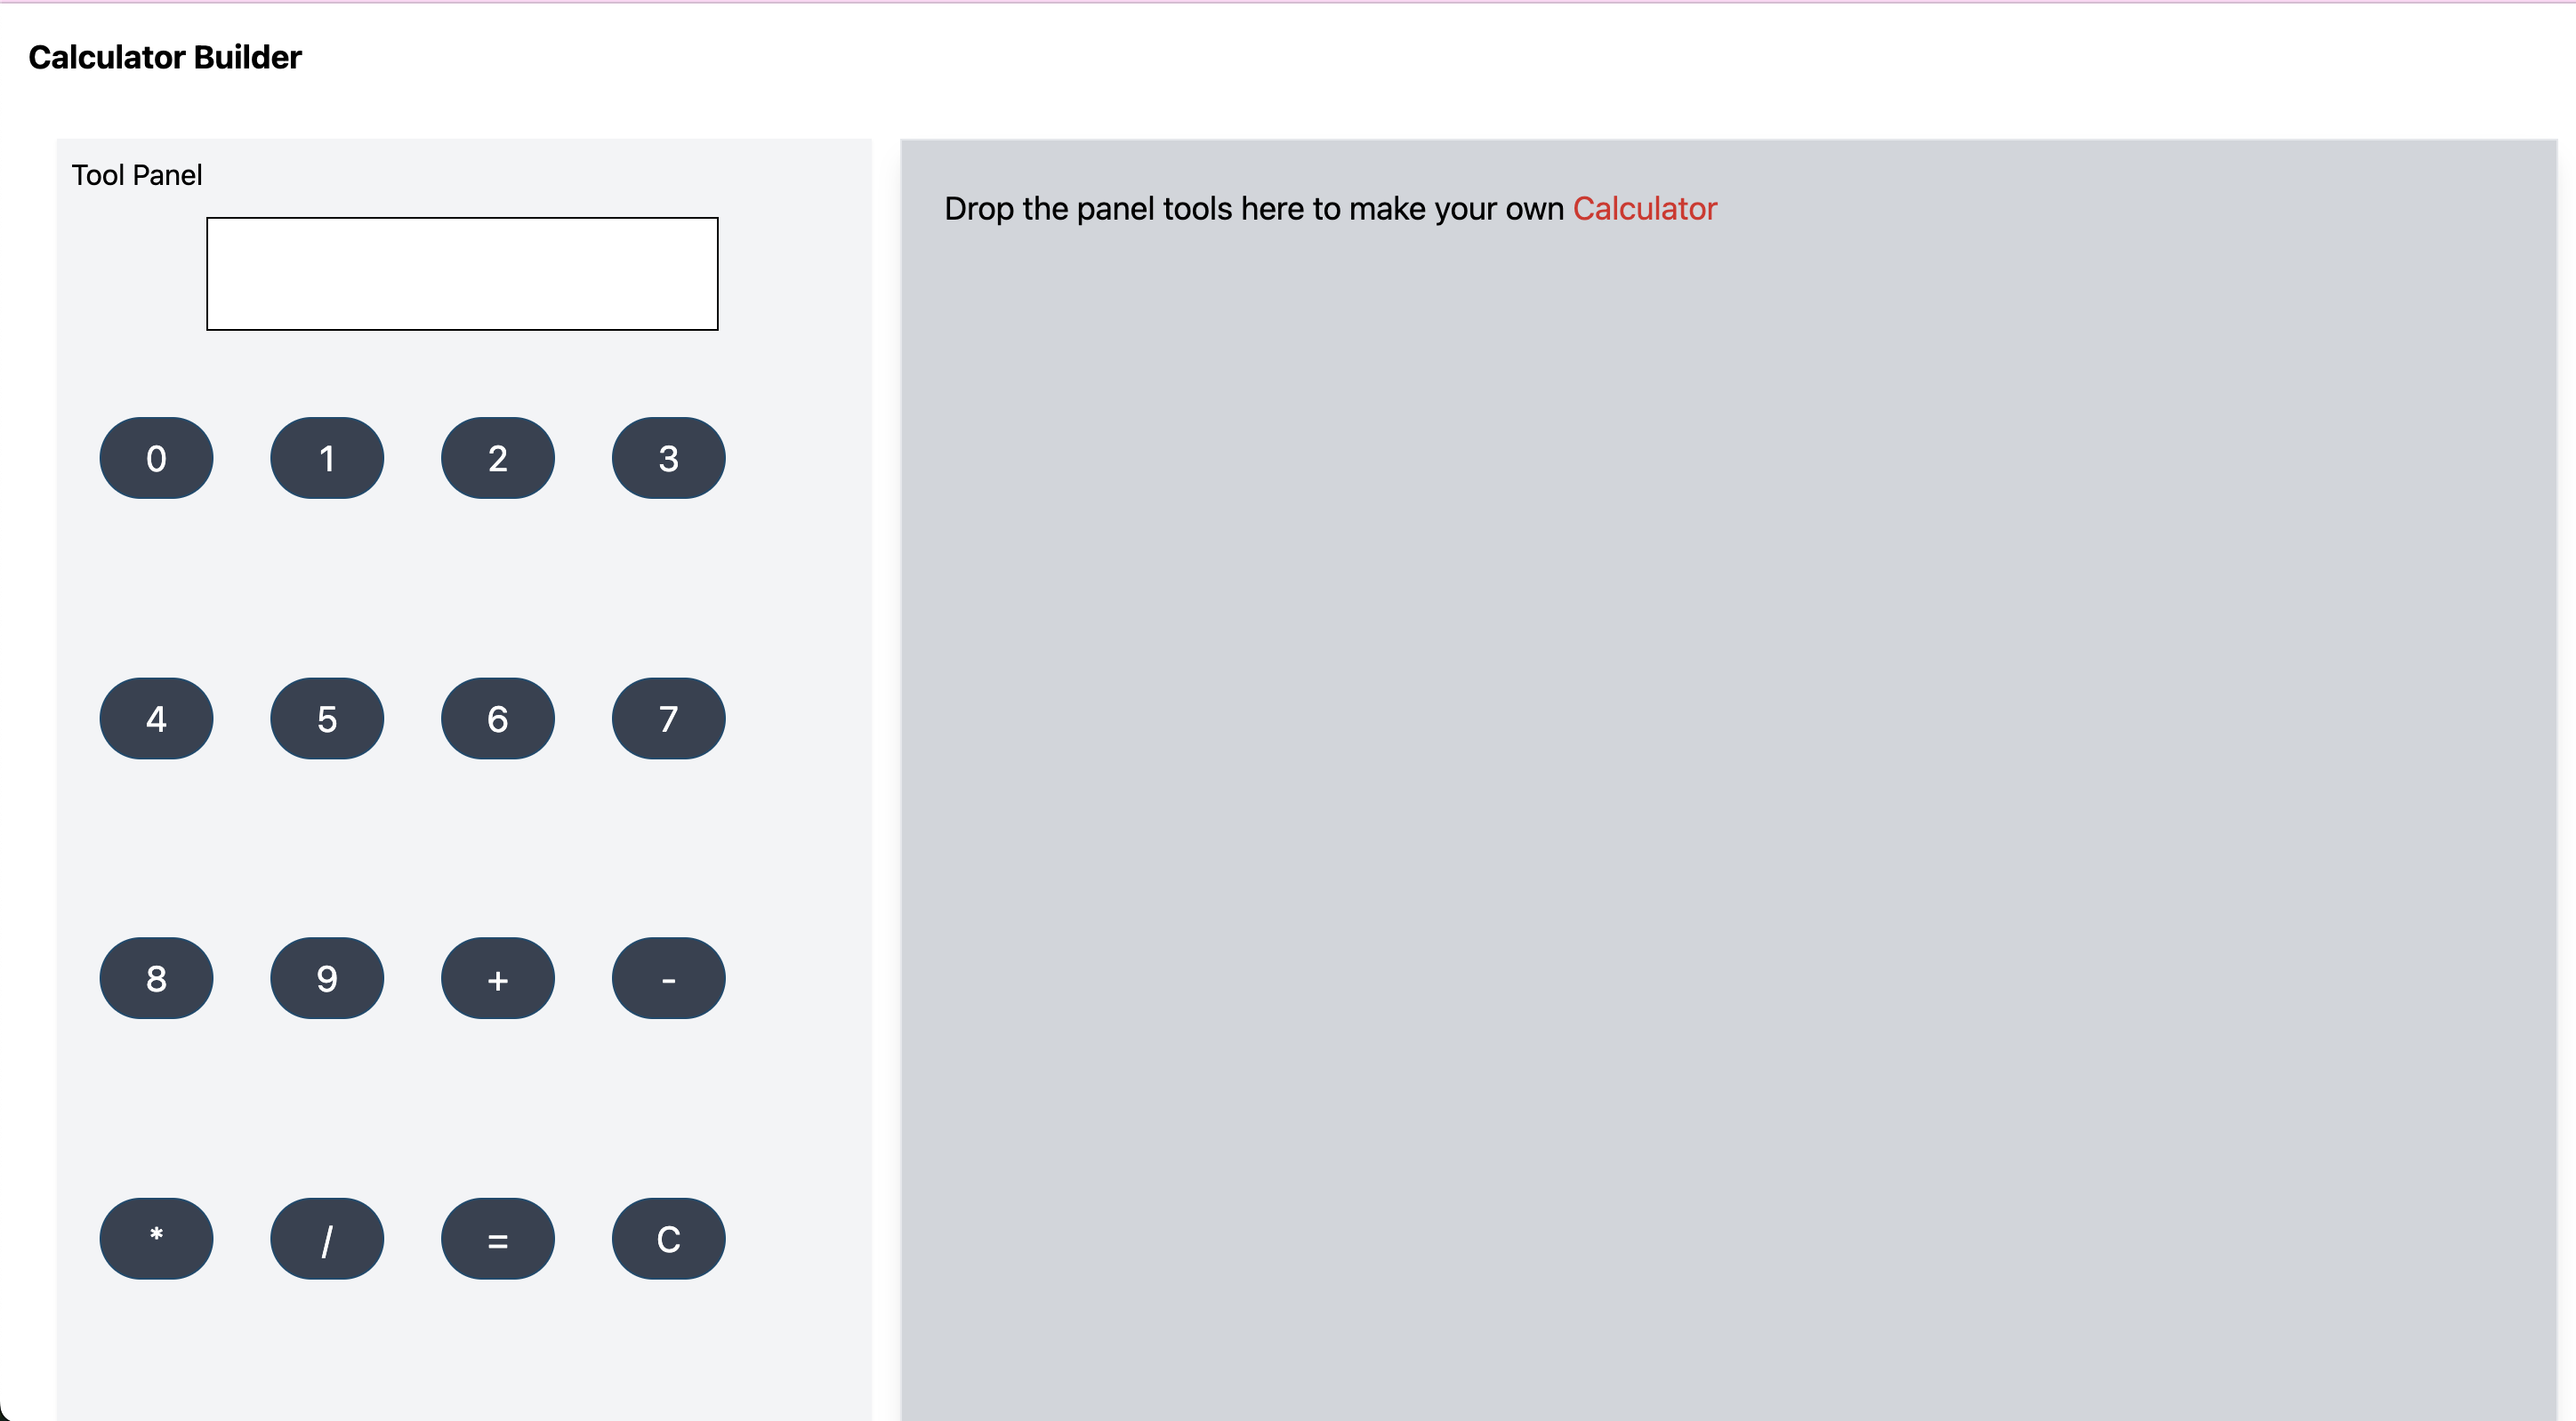 Calculator Builder
Tool Panel
Drop the panel tools here to make your own Calculator
0 1 2 3
4 5 6 7
8 9 + -
* / = C